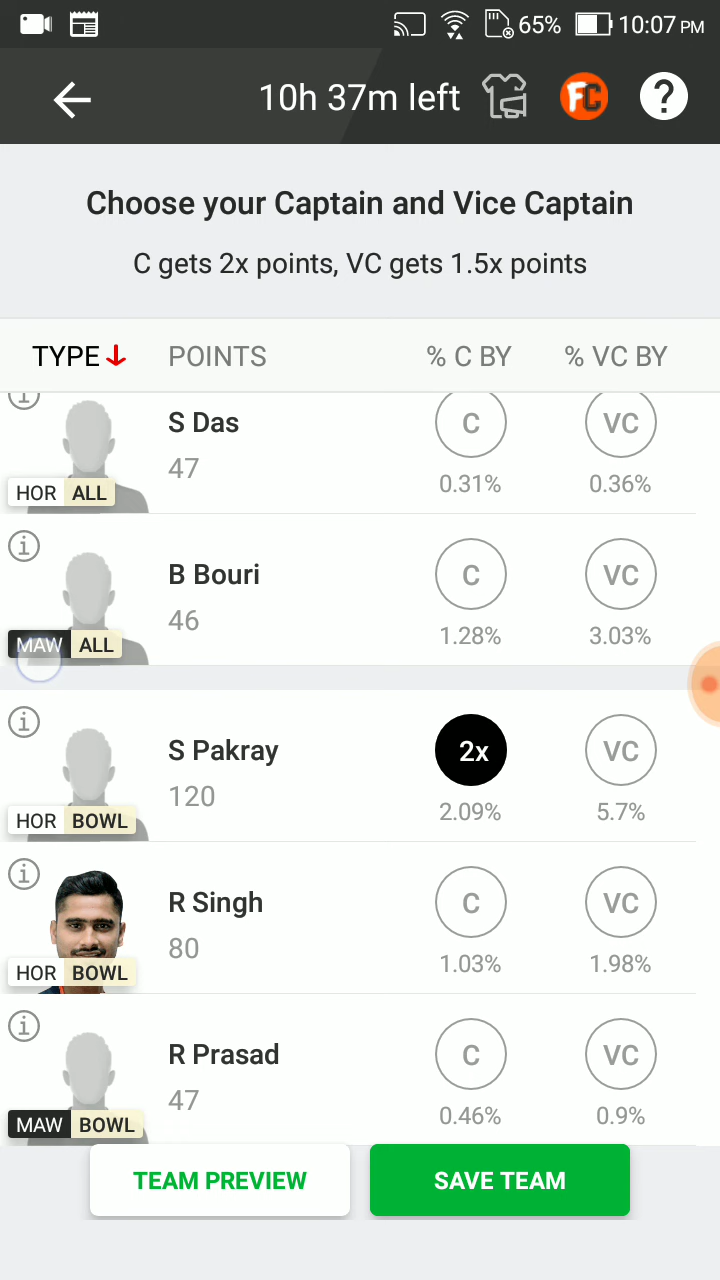 65% 10:07 PM
10h 37m left FC ?
Choose your Captain and Vice Captain
C gets 2x points, VC gets 1.5x points
TYPE POINTS % C BY % VC BY
S Das C VC
47
HOR ALL 0.31% 0.36%
B Bouri C VC
46
MAW ALL 1.28% 3.03%
S Pakray 2x VC
120
HOR BOWL 2.09% 5.7%
R Singh C VC
80
HOR BOWL 1.03% 1.98%
R Prasad C VC
47
MAW BOWL 0.46% 0.9%
TEAM PREVIEW SAVE TEAM